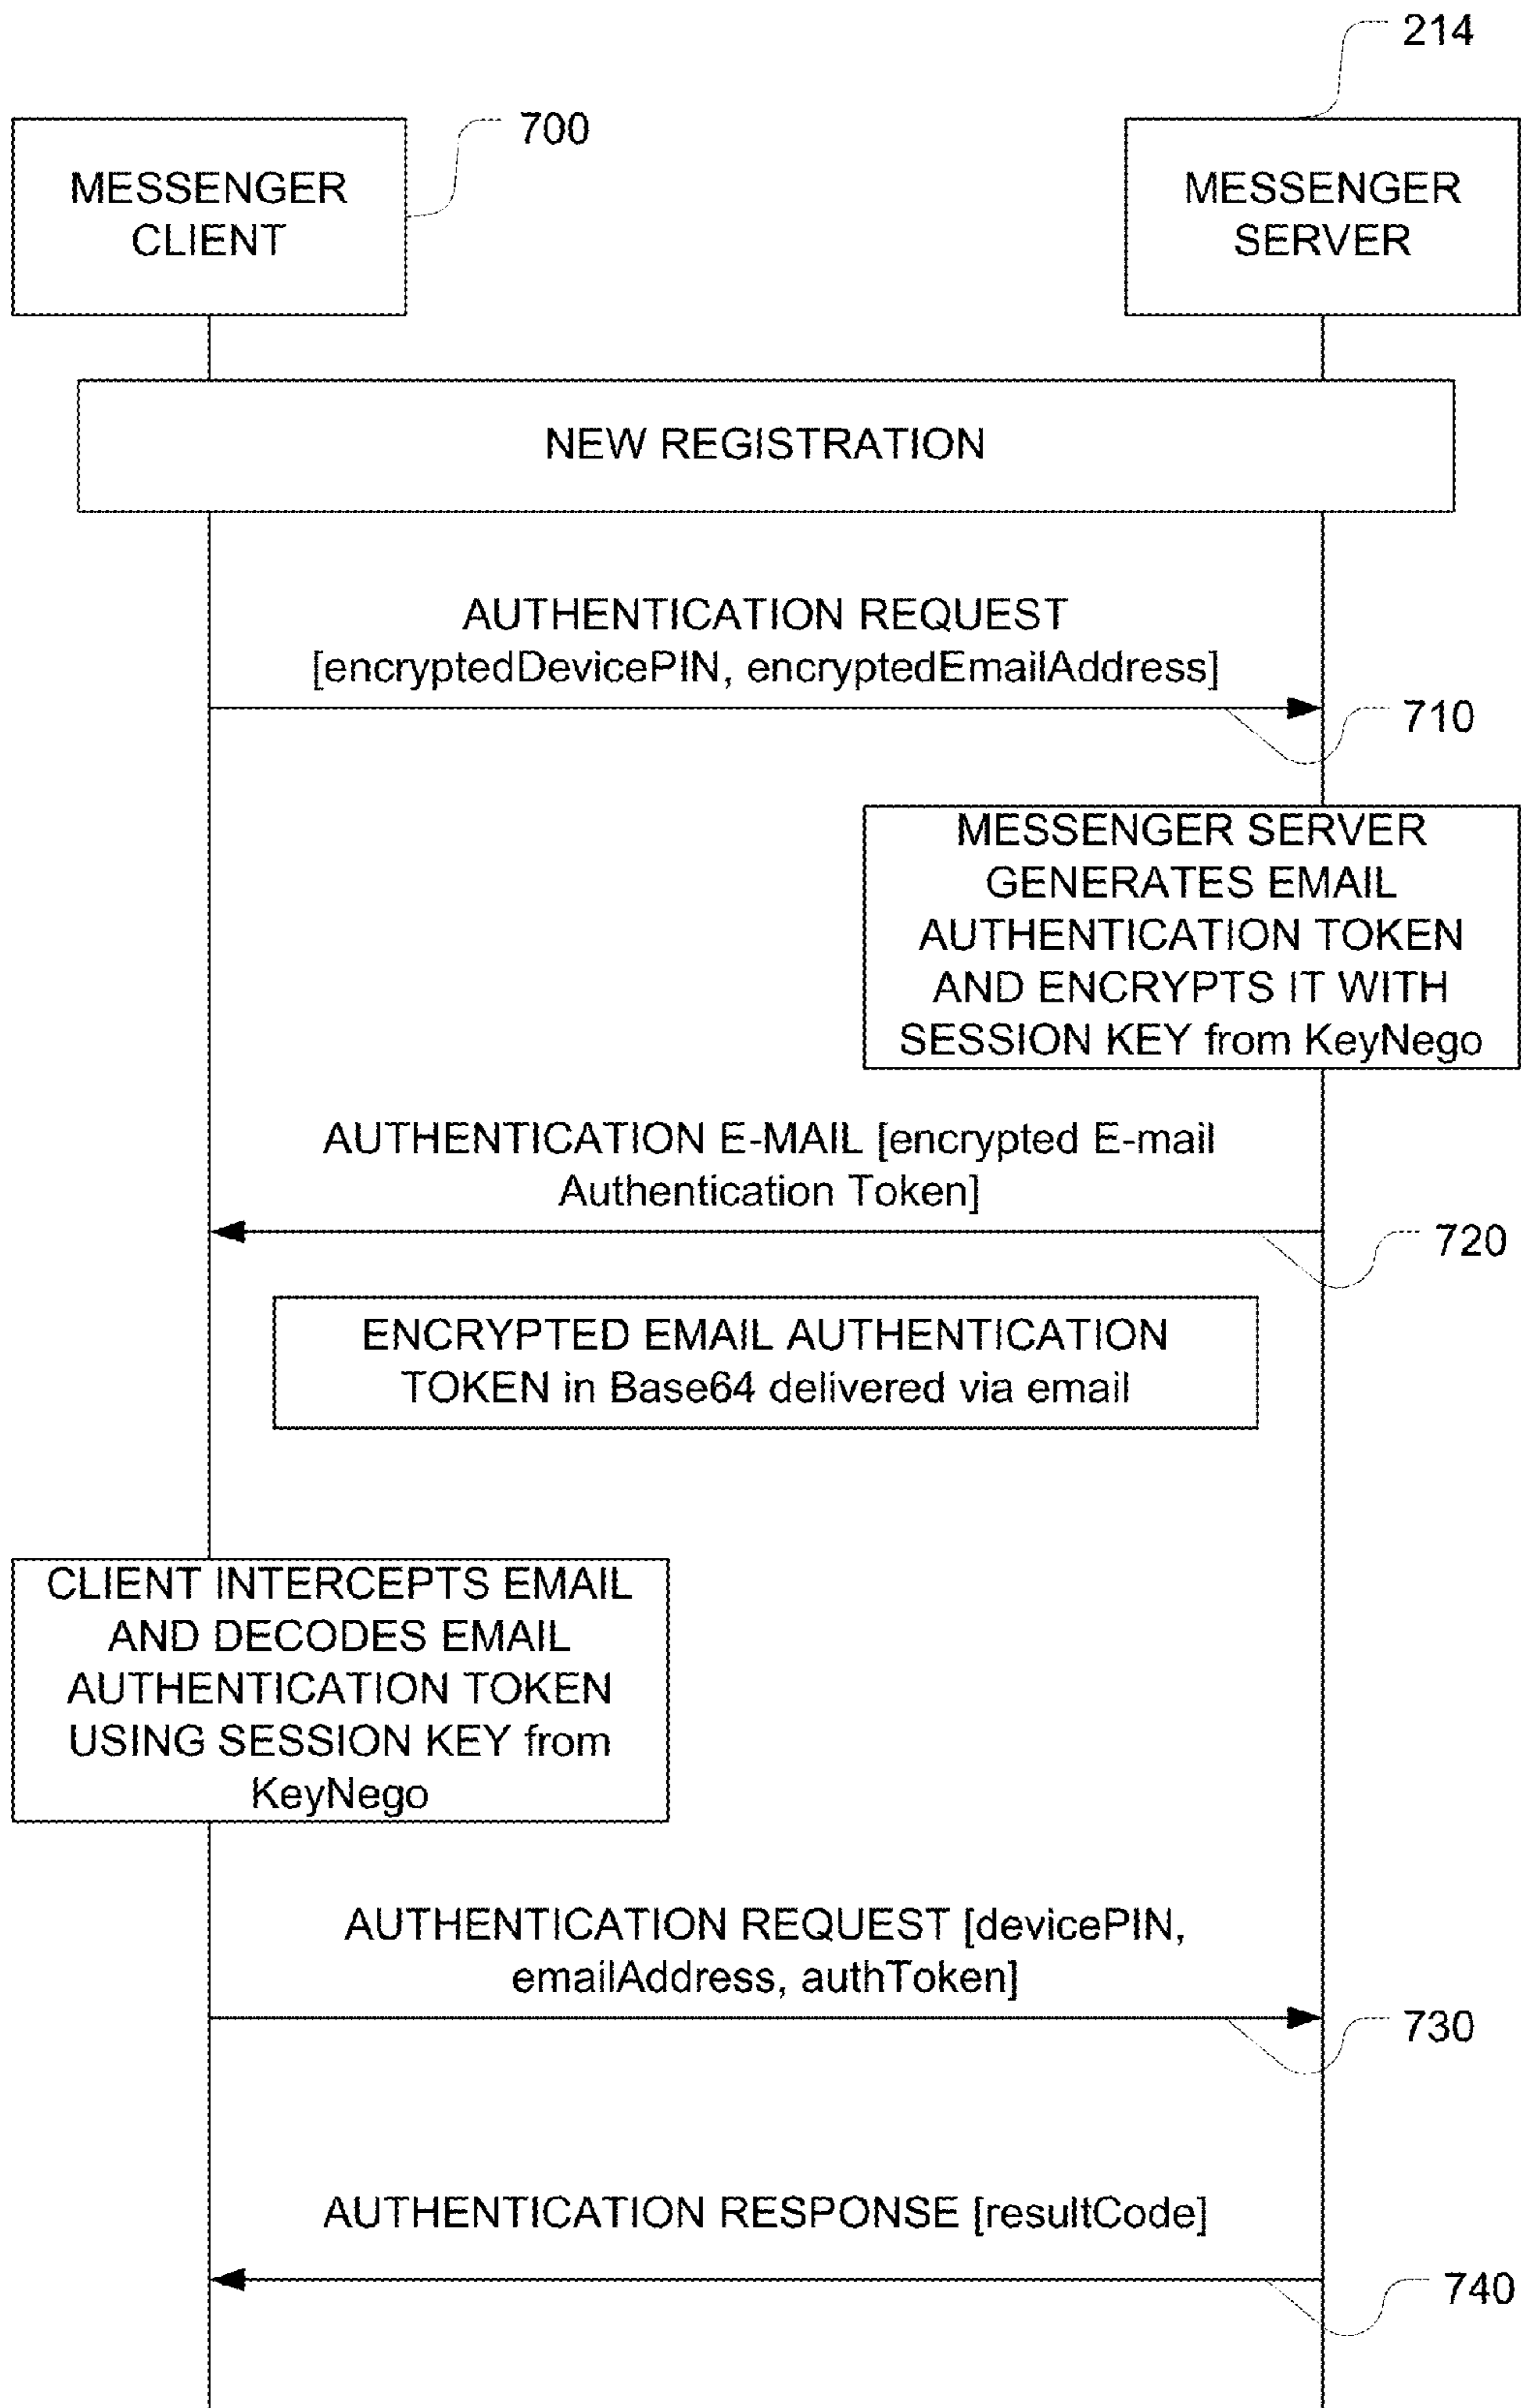 214
700
MESSENGER
CLIENT
MESSENGER
SERVER
NEW REGISTRATION
AUTHENTICATION REQUEST
[encryptedDevicePIN, encryptedEmailAddress]
710
MESSENGER SERVER
GENERATES EMAIL
AUTHENTICATION TOKEN
AND ENCRYPTS IT WITH
SESSION KEY from KeyNego
AUTHENTICATION E-MAIL [encrypted E-mail
Authentication Token]
720
ENCRYPTED EMAIL AUTHENTICATION
TOKEN in Base64 delivered via email
CLIENT INTERCEPTS EMAIL
AND DECODES EMAIL
AUTHENTICATION TOKEN
USING SESSION KEY from
KeyNego
AUTHENTICATION REQUEST [devicePIN,
emailAddress, authToken]
730
AUTHENTICATION RESPONSE [resultCode]
740